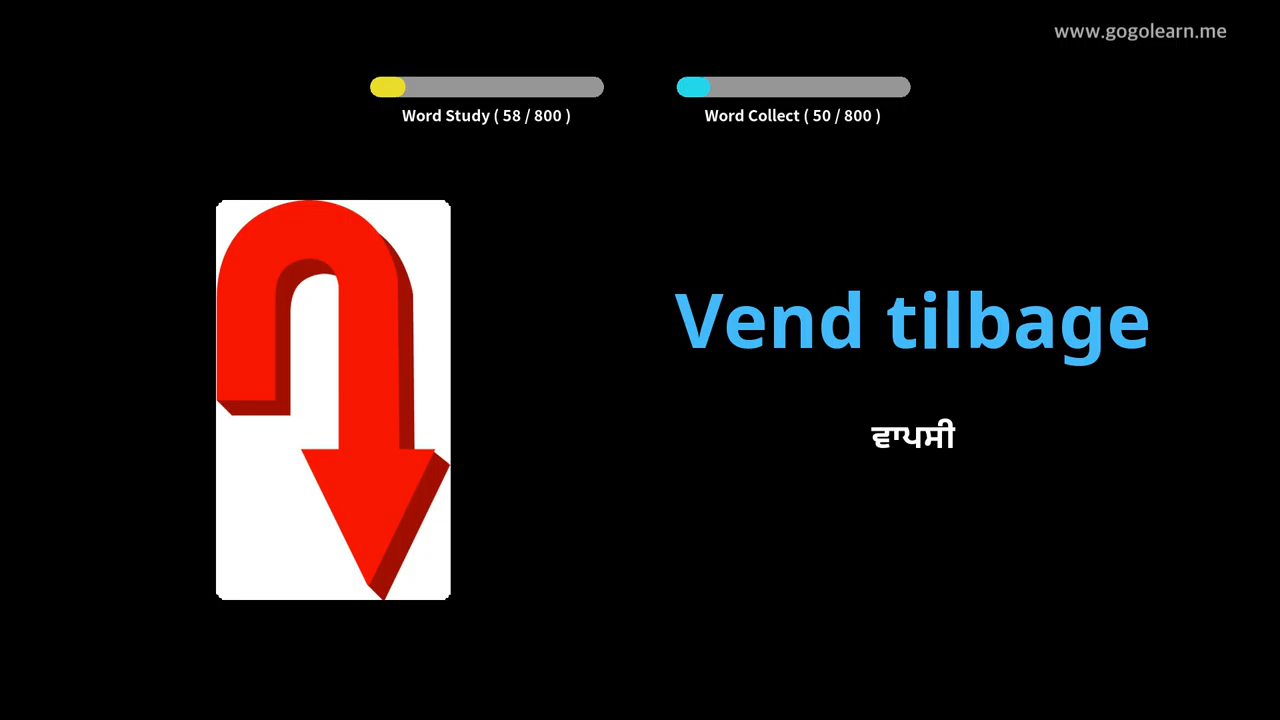 www.gogolearn.me
Word Study ( 58 / 800 )
Word Collect ( 50 / 800 )
Vend tilbage
ਵਾਪਸੀ